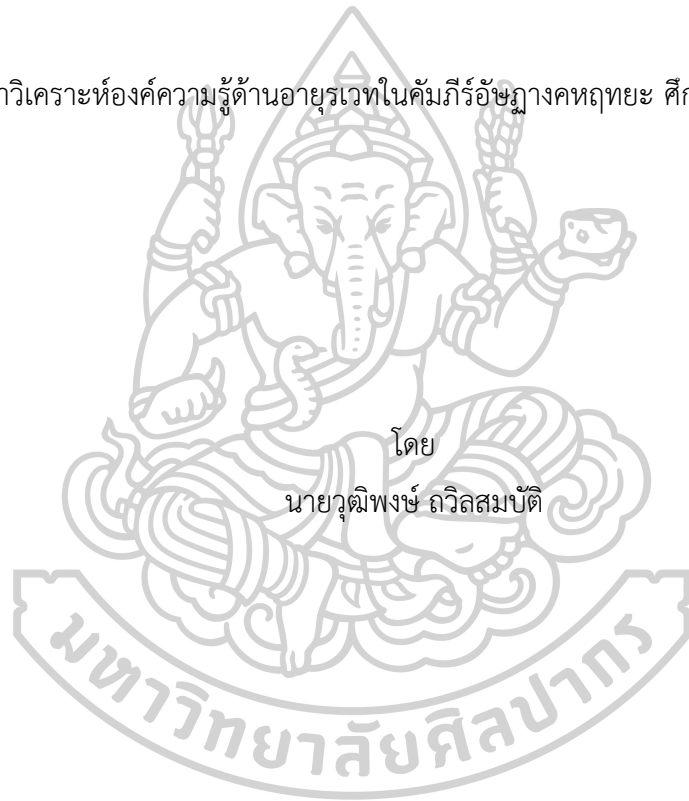 วิเคราะห์องค์ความรู้ด้านอายุรเวทในคัมภีร์อัษฏางคหฤทยะ
โดย
นายวุฒิพงษ์ ถวิลสมบัติ
มหาวิทยาลัยศิลปากร